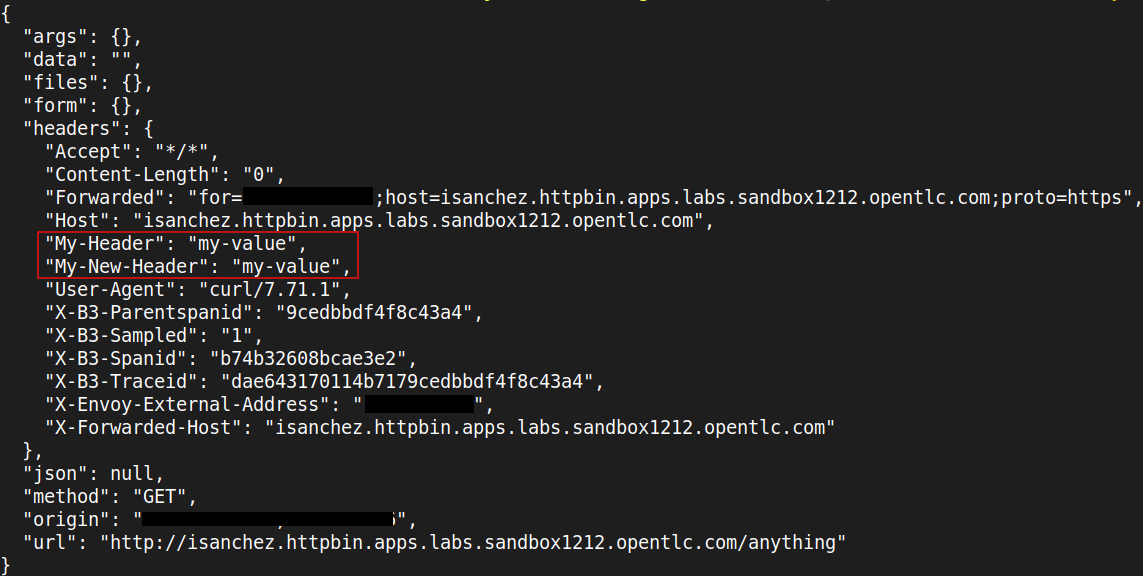 {
  "args": {},
  "data": "",
  "files": {},
  "form": {},
  "headers": {
    "Accept": "*/*",
    "Content-Length": "0",
    "Forwarded": "for=;host=isanchez.httpbin.apps.labs.sandbox1212.opentlc.com;proto=https",
    "Host": "isanchez.httpbin.apps.labs.sandbox1212.opentlc.com",
    "My-Header": "my-value",
    "My-New-Header": "my-value",
    "User-Agent": "curl/7.71.1",
    "X-B3-Parentspanid": "9cedbbdf4f8c43a4",
    "X-B3-Sampled": "1",
    "X-B3-Spanid": "b74b32608bcae3e2",
    "X-B3-Traceid": "dae643170114b7179cedbbdf4f8c43a4",
    "X-Envoy-External-Address": "",
    "X-Forwarded-Host": "isanchez.httpbin.apps.labs.sandbox1212.opentlc.com"
  },
  "json": null,
  "method": "GET",
  "origin": "",
  "url": "http://isanchez.httpbin.apps.labs.sandbox1212.opentlc.com/anything"
}